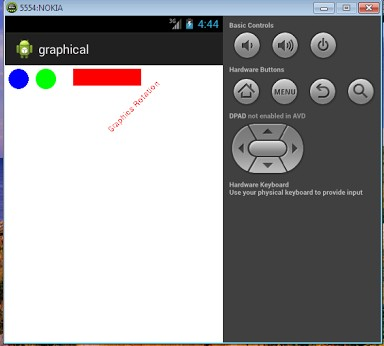 5554:NOKIA
3G
4:44
graphical
Graphics Rotation
Basic Controls
Hardware Buttons
MENU
DPAD not enabled in AVD
Hardware Keyboard
Use your physical keyboard to provide input